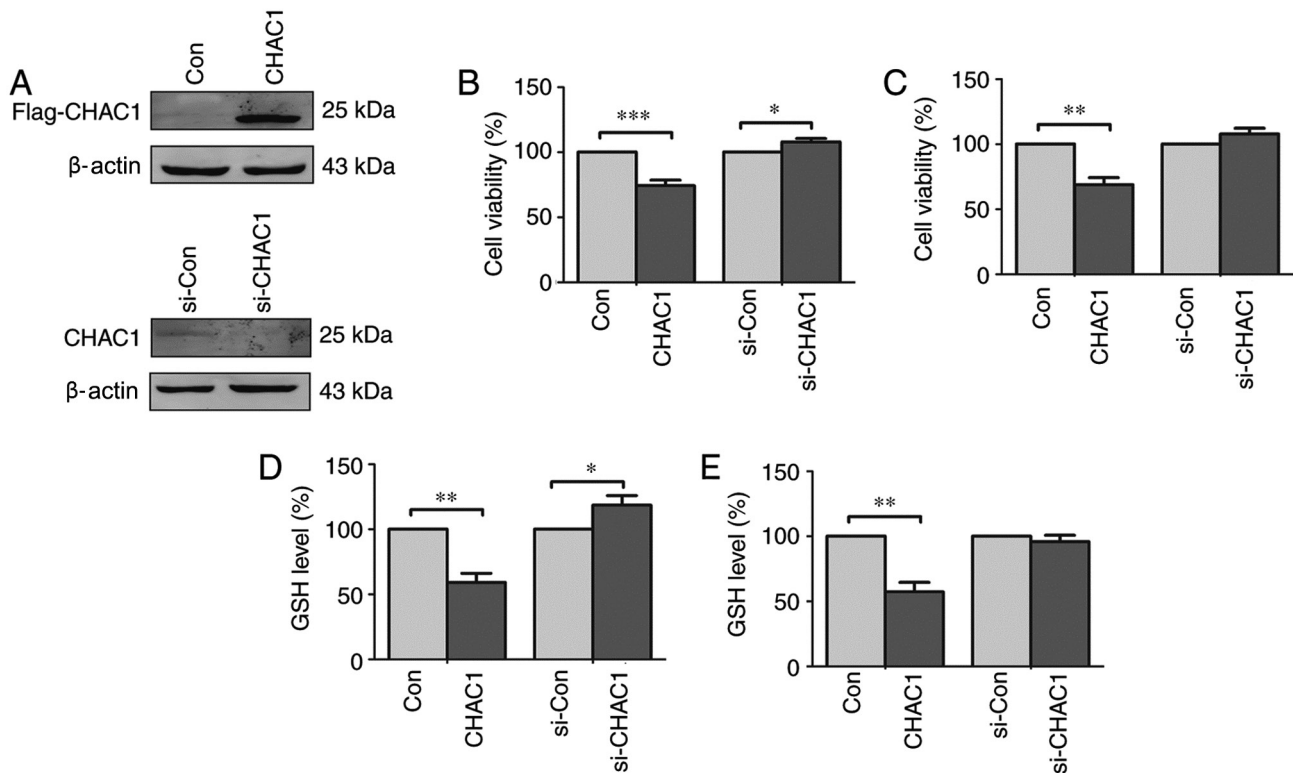 A
Con
CHAC1
Flag-CHAC1
25 kDa
β-actin
43 kDa
si-Con
si-CHAC1
CHAC1
25 kDa
β-actin
43 kDa
B
Cell viability (%)
150
100
50
0
***
*
Con
CHAC1
si-Con
si-CHAC1
C
Cell viability (%)
150
100
50
0
**
Con
CHAC1
si-Con
si-CHAC1
D
GSH level (%)
150
100
50
0
**
*
Con
CHAC1
si-Con
si-CHAC1
E
GSH level (%)
150
100
50
0
**
Con
CHAC1
si-Con
si-CHAC1